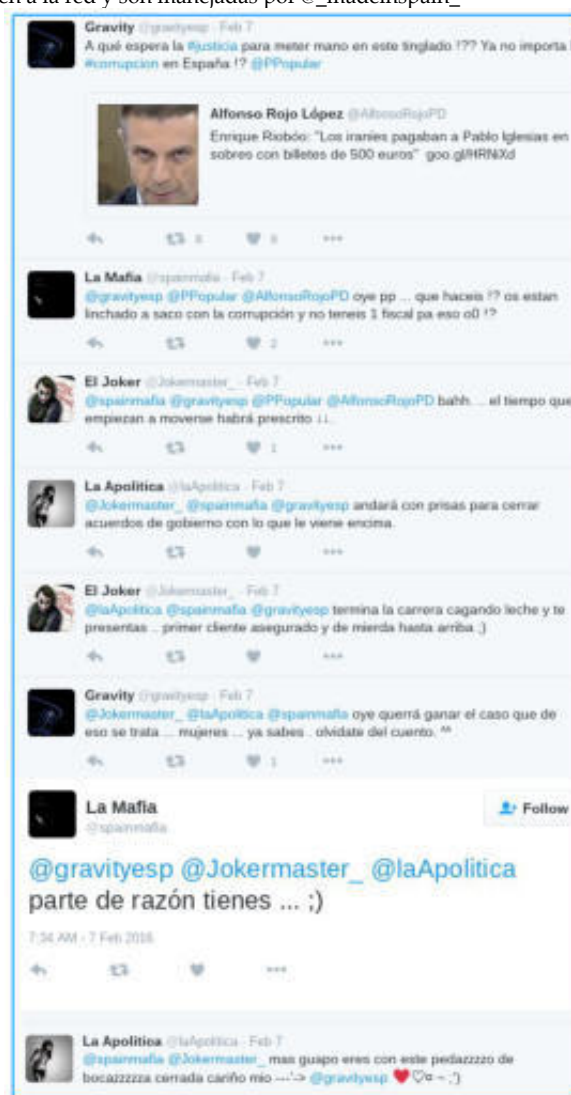 en a la red y son manejadas por @_madeinspain_
Gravity @gravityesp · Feb 7
A qué espera la #justicia para meter mano en este tinglado !?? Ya no importa
#corrupcion en España !? @PPopular
Alfonso Rojo López @AlfonsoRojoPD
Enrique Riobóo: "Los iraníes pagaban a Pablo Iglesias en
sobres con billetes de 500 euros" goo.gl/HRNiXd
La Mafia @spainmafia · Feb 7
@gravityesp @PPopular @AlfonsoRojoPD oye pp ... que haceis !? os estan
linchado a saco con la corrupción y no teneis 1 fiscal pa eso o0 !?
2
El Joker @Jokermaster_ · Feb 7
@spainmafia @gravityesp @PPopular @AlfonsoRojoPD bahh ... el tiempo que
empiezan a moverse habrá prescrito
1
La Apolitica @laApolitica · Feb 7
@Jokermaster_ @spainmafia @gravityesp andará con prisas para cerrar
acuerdos de gobierno con lo que le viene encima.
El Joker @Jokermaster_ · Feb 7
@laApolitica @spainmafia @gravityesp termina la carrera cagando leche y te
presentas .. primer cliente asegurado y de mierda hasta arriba ;)
Gravity @gravityesp · Feb 7
@Jokermaster_ @laApolitica @spainmafia oye querrá ganar el caso que de
eso se trata ... mujeres ... ya sabes . olvidate del cuento. ^^
1
La Mafia
@spainmafia
Follow
@gravityesp @Jokermaster_ @laApolitica
parte de razón tienes ... ;)
7:34 AM - 7 Feb 2016
La Apolitica @laApolitica · Feb 7
@spainmafia @Jokermaster_ mas guapo eres con este pedazzzzo de
bocazzzzza cerrada cariño mio ---'-> @gravityesp ❤♡¤ ~ ;')